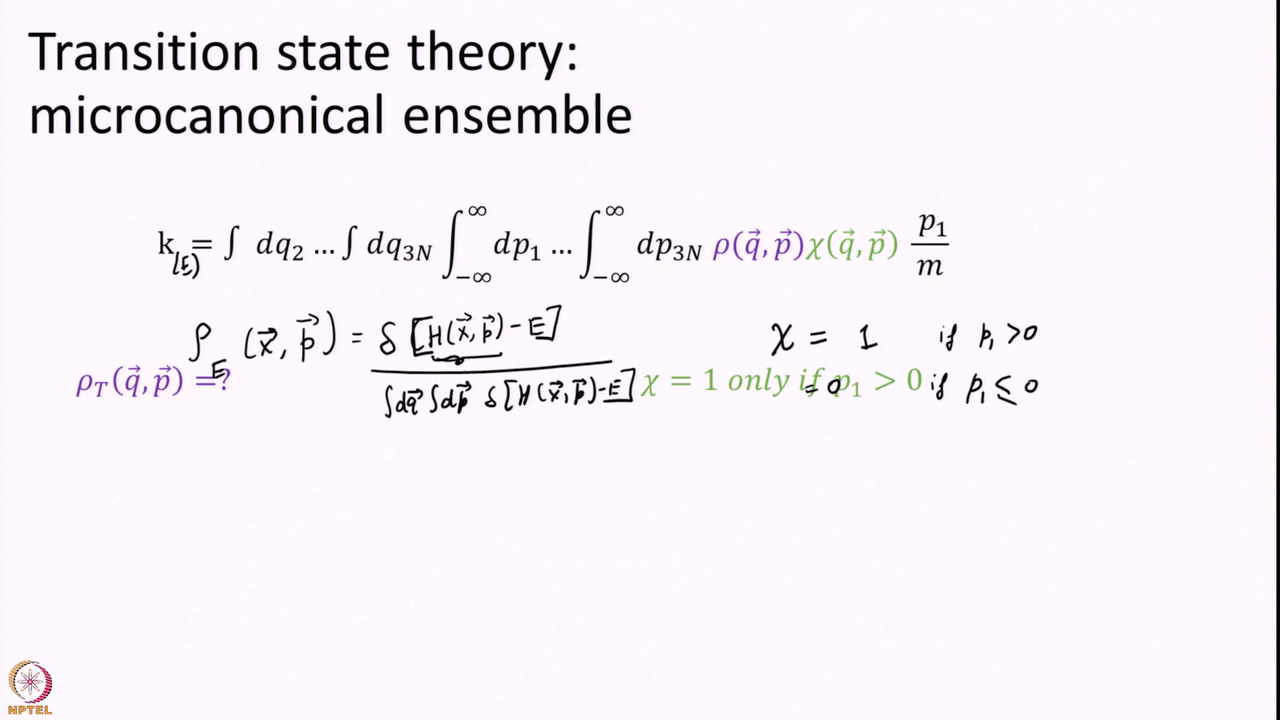 Transition state theory:
microcanonical ensemble
k(E) = ∫ dq₂ … ∫ dq₃N ∫_{-∞}^{∞} dp₁ … ∫_{-∞}^{∞} dp₃N ρ(q⃗, p⃗)χ(q⃗, p⃗) p₁/m
ρ_E (x⃗, p⃗) = δ [H(x⃗, p⃗) - E] / ∫dq⃗ ∫dp⃗ δ[H(x⃗, p⃗)-E]
χ = 1 if p₁ > 0
= 0 if p₁ ≤ 0
ρ_T(q⃗, p⃗) =?
χ = 1 only if p₁ > 0
NPTEL